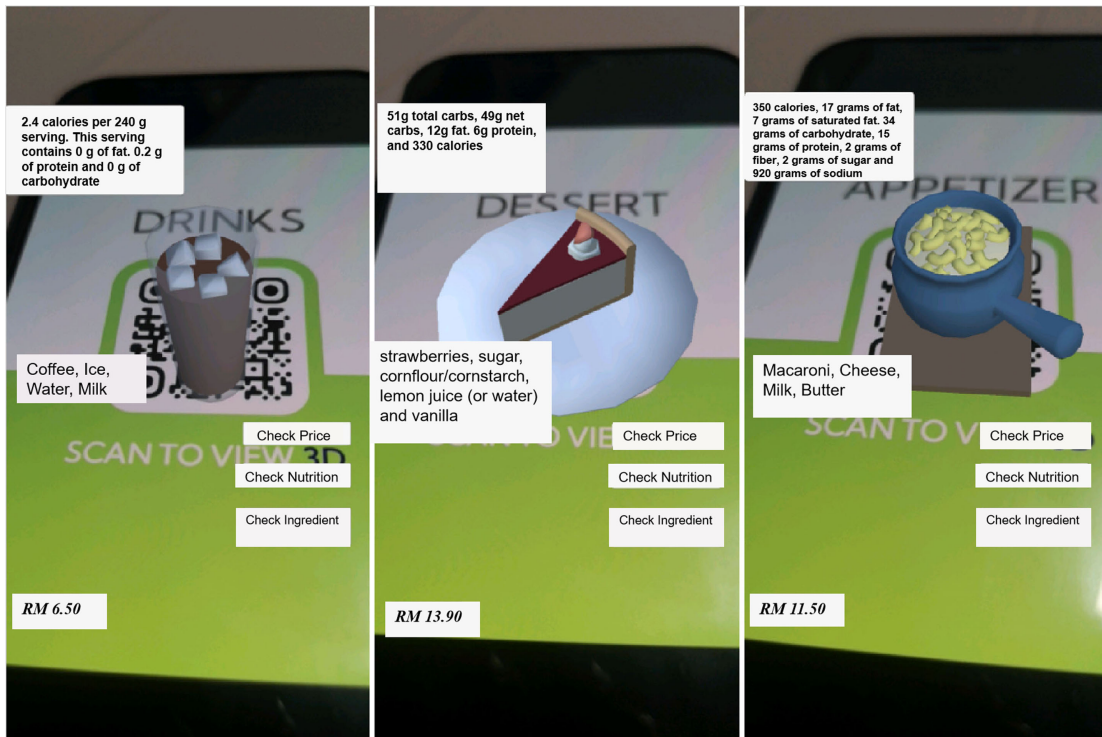 2.4 calories per 240 g
serving. This serving
contains 0 g of fat. 0.2 g
of protein and 0 g of
carbohydrate
DRINKS
Coffee, Ice,
Water, Milk
SCAN TO VIEW 3D
Check Price
Check Nutrition
Check Ingredient
RM 6.50
51g total carbs, 49g net
carbs, 12g fat. 6g protein,
and 330 calories
DESSERT
strawberries, sugar,
cornflour/cornstarch,
lemon juice (or water)
and vanilla
TO VIE
Check Price
Check Nutrition
Check Ingredient
RM 13.90
350 calories, 17 grams of fat,
7 grams of saturated fat. 34
grams of carbohydrate, 15
grams of protein, 2 grams of
fiber, 2 grams of sugar and
920 grams of sodium
APPETIZER
Macaroni, Cheese,
Milk, Butter
SCAN TO V
Check Price
Check Nutrition
Check Ingredient
RM 11.50